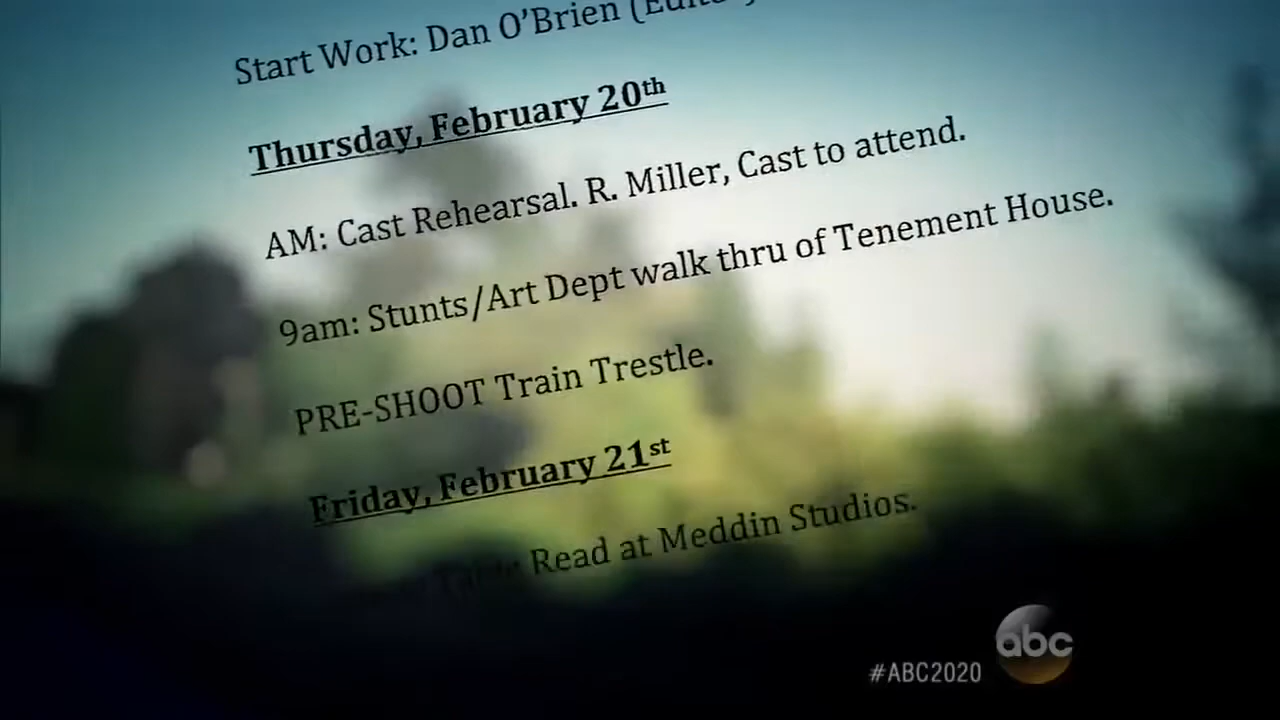 Start Work: Dan O'Brien
Thursday, February 20th
AM: Cast Rehearsal. R. Miller, Cast to attend.
9am: Stunts/Art Dept walk thru of Tenement House.
PRE-SHOOT Train Trestle.
Friday, February 21st
Read at Meddin Studios.
abc
#ABC2020